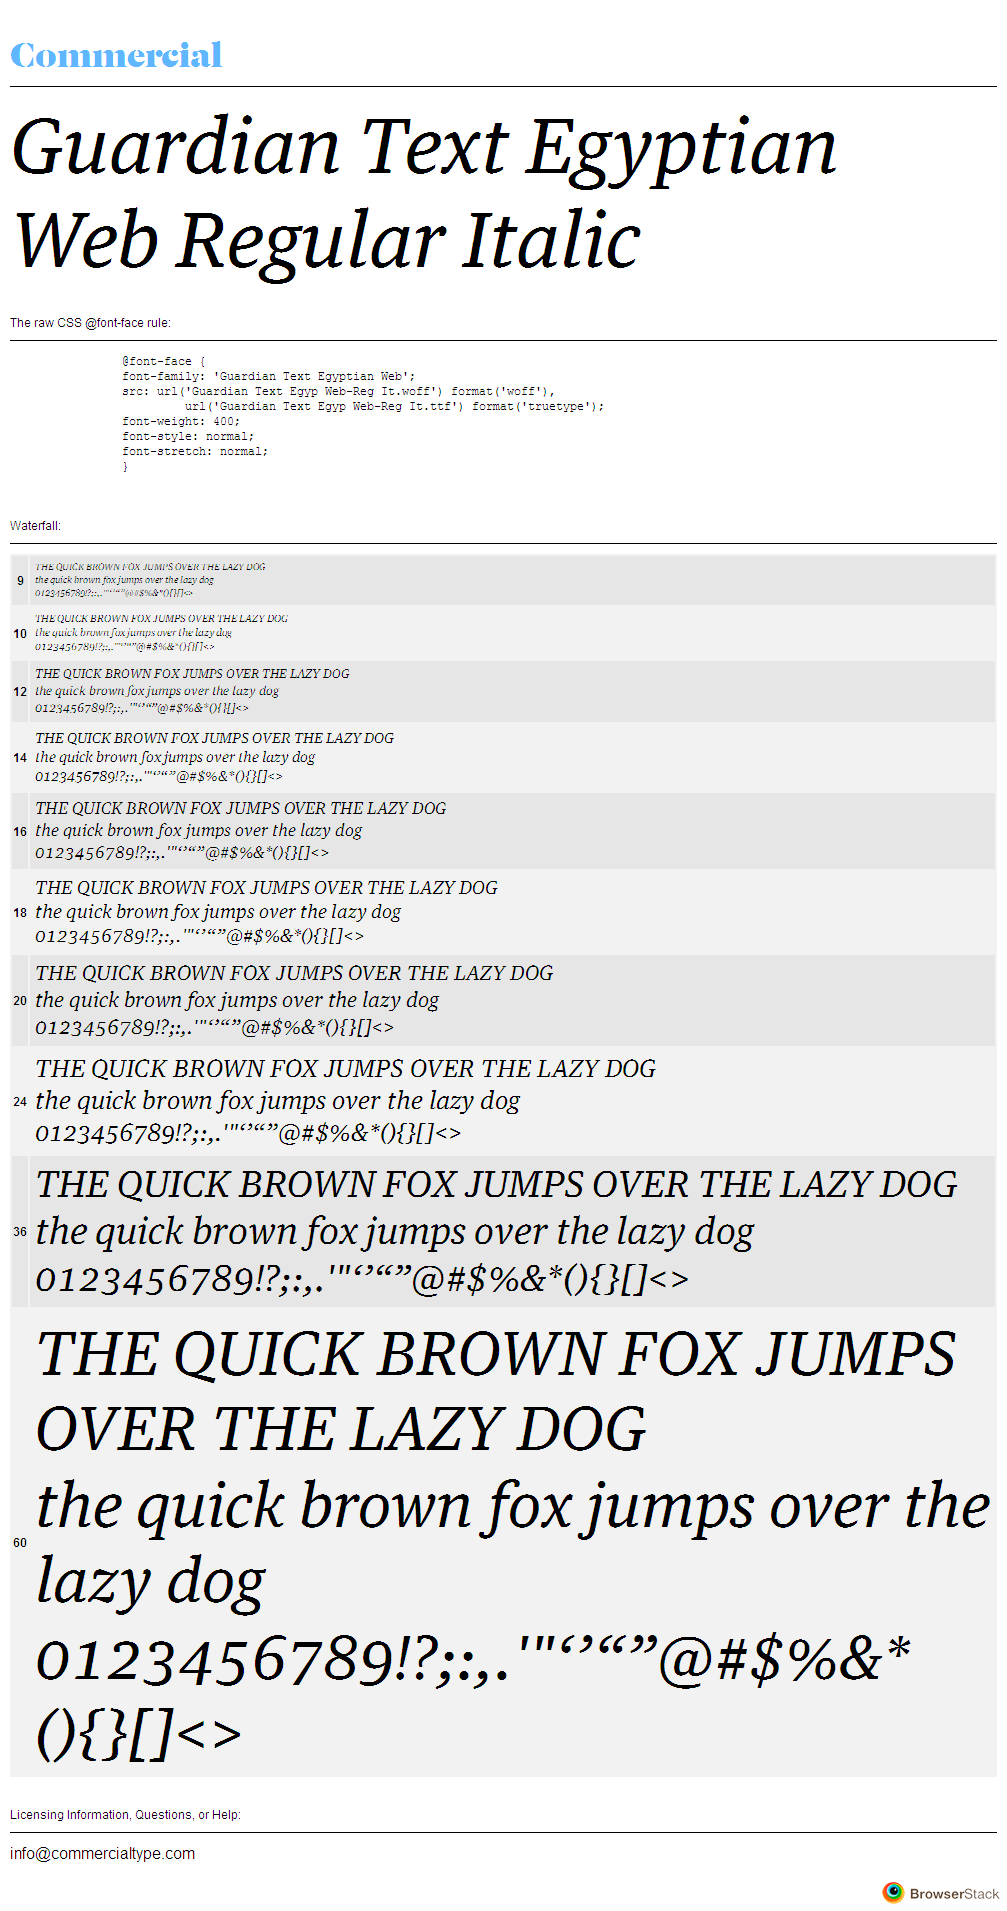 Commercial
Guardian Text Egyptian
Web Regular Italic
The raw CSS @font-face rule:
@font-face {
font-family: 'Guardian Text Egyptian Web';
src: url('Guardian Text Egyp Web-Reg It.woff') format('woff'),
url('Guardian Text Egyp Web-Reg It.ttf') format('truetype');
font-weight: 400;
font-style: normal;
font-stretch: normal;
}
Waterfall:
THE QUICK BROWN FOX JUMPS OVER THE LAZY DOG
9 the quick brown fox jumps over the lazy dog
0123456789!?;:,.'"‘’“”@#$%&*(){}[]<>
THE QUICK BROWN FOX JUMPS OVER THE LAZY DOG
10 the quick brown fox jumps over the lazy dog
0123456789!?;:,.'"‘’“”@#$%&*(){}[]<>
THE QUICK BROWN FOX JUMPS OVER THE LAZY DOG
12 the quick brown fox jumps over the lazy dog
0123456789!?;:,.'"‘’“”@#$%&*(){}[]<>
THE QUICK BROWN FOX JUMPS OVER THE LAZY DOG
14 the quick brown fox jumps over the lazy dog
0123456789!?;:,.'"‘’“”@#$%&*(){}[]<>
THE QUICK BROWN FOX JUMPS OVER THE LAZY DOG
16 the quick brown fox jumps over the lazy dog
0123456789!?;:,.'"‘’“”@#$%&*(){}[]<>
THE QUICK BROWN FOX JUMPS OVER THE LAZY DOG
18 the quick brown fox jumps over the lazy dog
0123456789!?;:,.'"‘’“”@#$%&*(){}[]<>
THE QUICK BROWN FOX JUMPS OVER THE LAZY DOG
20 the quick brown fox jumps over the lazy dog
0123456789!?;:,.'"‘’“”@#$%&*(){}[]<>
THE QUICK BROWN FOX JUMPS OVER THE LAZY DOG
24 the quick brown fox jumps over the lazy dog
0123456789!?;:,.'"‘’“”@#$%&*(){}[]<>
THE QUICK BROWN FOX JUMPS OVER THE LAZY DOG
36 the quick brown fox jumps over the lazy dog
0123456789!?;:,.'"‘’“”@#$%&*(){}[]<>
THE QUICK BROWN FOX JUMPS
OVER THE LAZY DOG
the quick brown fox jumps over the
60 lazy dog
0123456789!?;:,.'"‘’“”@#$%&*
(){}[]<>
Licensing Information, Questions, or Help:
info@commercialtype.com
BrowserStack